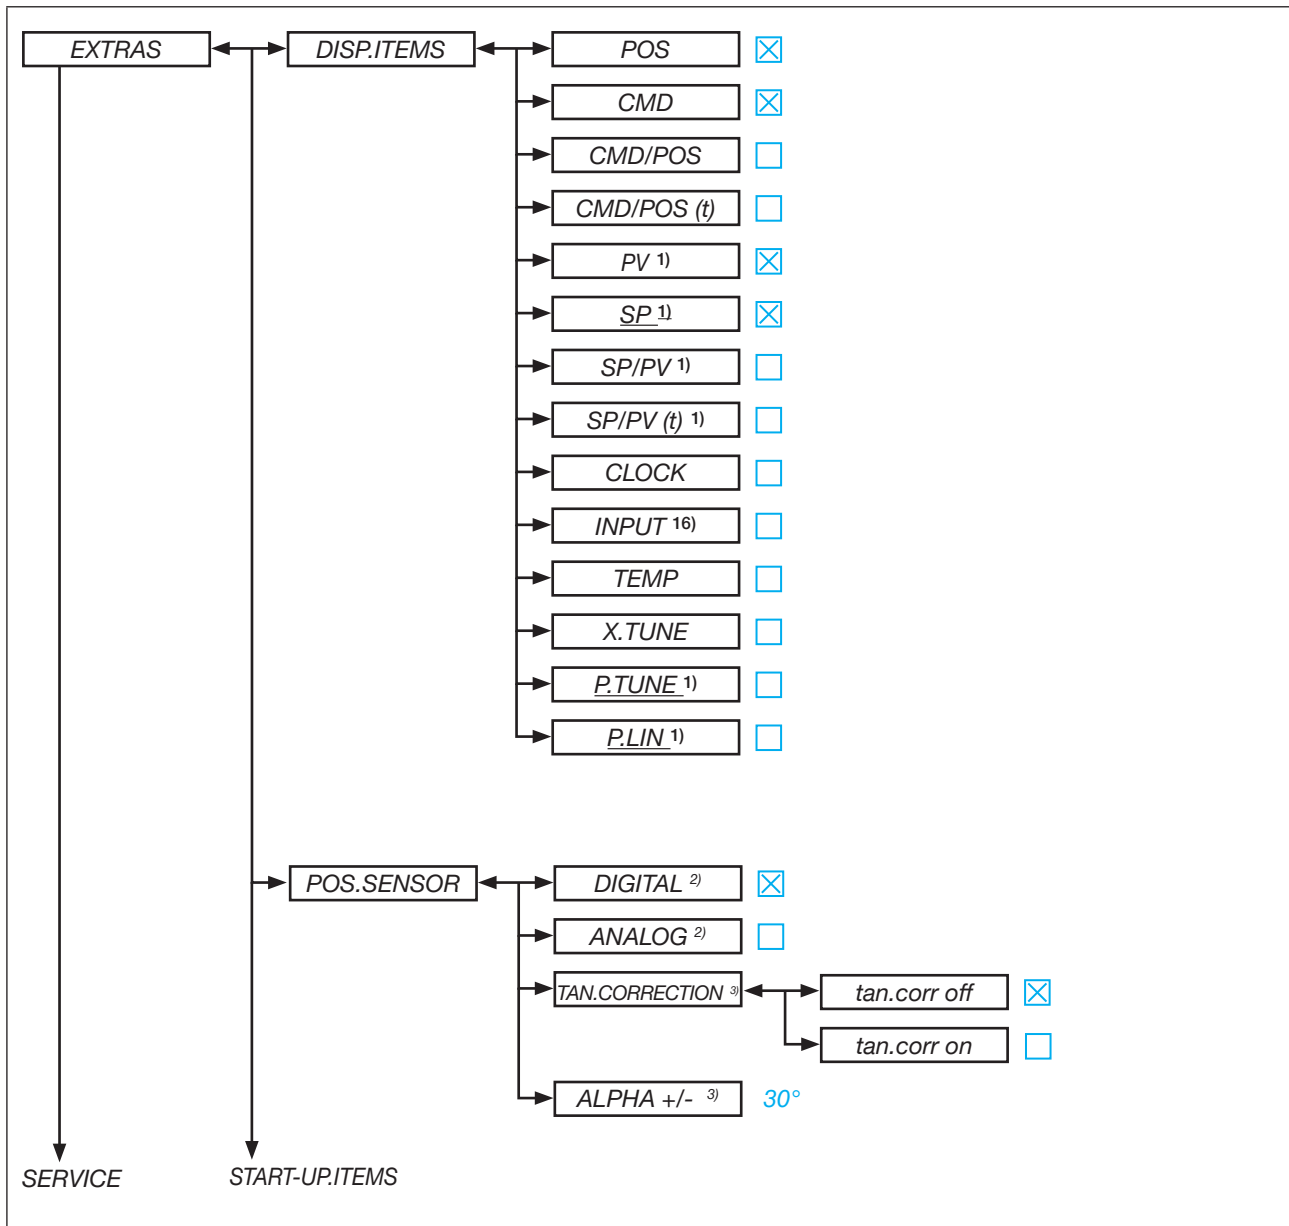 EXTRAS DISP.ITEMS POS
CMD
CMD/POS
CMD/POS (t)
PV 1)
SP 1)
SP/PV 1)
SP/PV (t) 1)
CLOCK
INPUT 16)
TEMP
X.TUNE
P.TUNE 1)
P.LIN 1)
POS.SENSOR DIGITAL 2)
ANALOG 2)
TAN.CORRECTION 3) tan.corr off
tan.corr on
ALPHA +/- 3) 30°
SERVICE START-UP.ITEMS